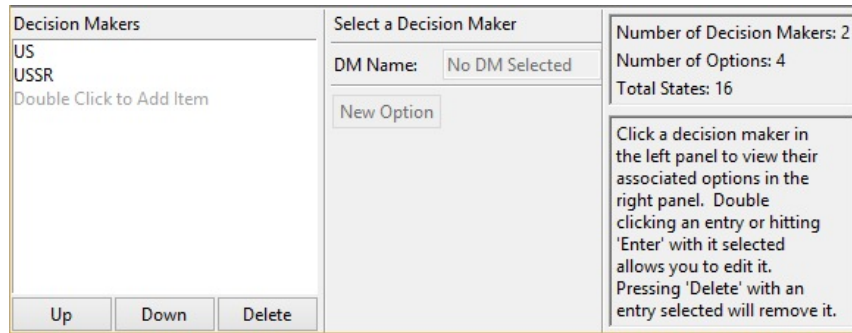 Decision Makers
US
USSR
Double Click to Add Item
Up
Down
Delete
Select a Decision Maker
DM Name:
No DM Selected
New Option
Number of Decision Makers: 2
Number of Options: 4
Total States: 16
Click a decision maker in
the left panel to view their
associated options in the
right panel. Double
clicking an entry or hitting
'Enter' with it selected
allows you to edit it.
Pressing 'Delete' with an
entry selected will remove it.